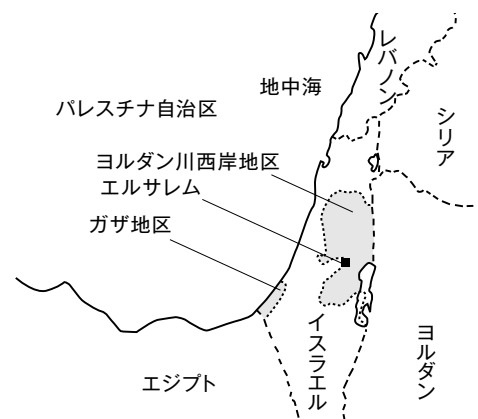 レバノン
地中海
パレスチナ自治区
シリア
ヨルダン川西岸地区
エルサレム
ガザ地区
イスラエル
ヨルダン
エジプト